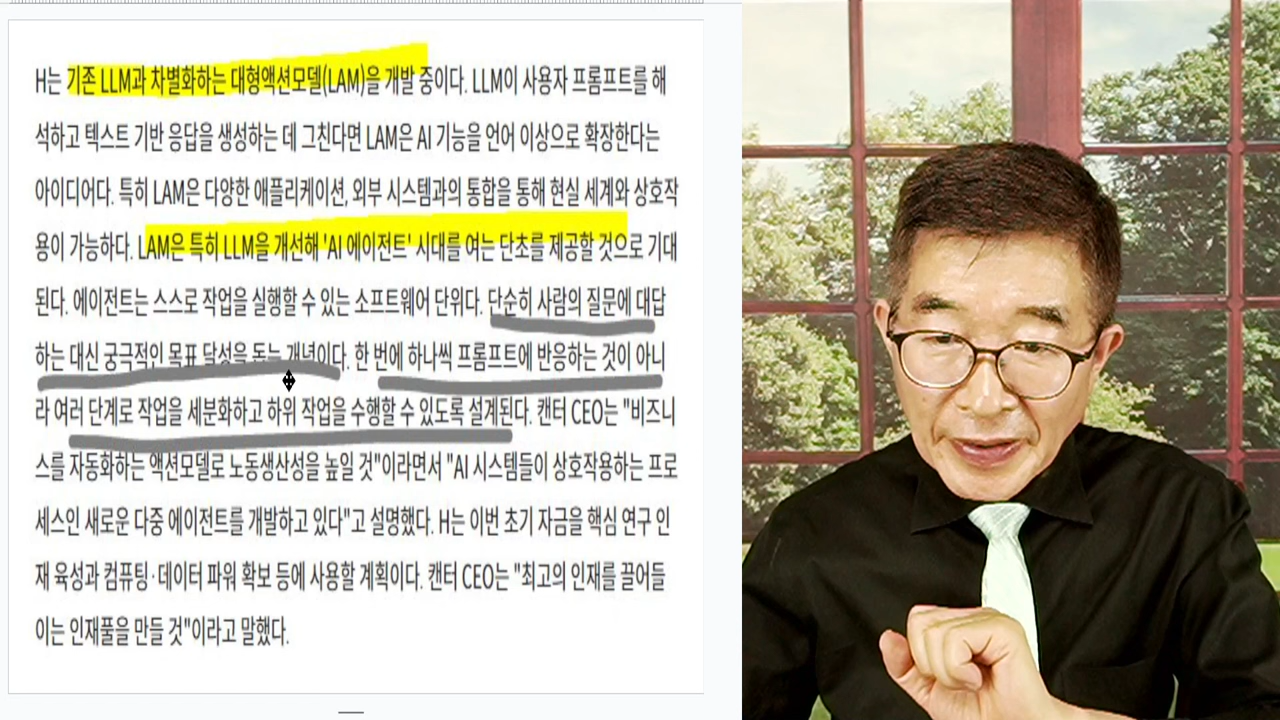 H는 기존 LLM과 차별화하는 대형액션모델(LAM)을 개발 중이다. LLM이 사용자 프롬프트를 해
석하고 텍스트 기반 응답을 생성하는 데 그친다면 LAM은 AI 기능을 언어 이상으로 확장한다는
아이디어다. 특히 LAM은 다양한 애플리케이션, 외부 시스템과의 통합을 통해 현실 세계와 상호작
용이 가능하다. LAM은 특히 LLM을 개선해 'AI 에이전트' 시대를 여는 단초를 제공할 것으로 기대
된다. 에이전트는 스스로 작업을 실행할 수 있는 소프트웨어 단위다. 단순히 사람의 질문에 대답
하는 대신 궁극적인 목표 달성을 돕는 개념이다. 한 번에 하나씩 프롬프트에 반응하는 것이 아니
라 여러 단계로 작업을 세분화하고 하위 작업을 수행할 수 있도록 설계된다. 캔터 CEO는 "비즈니
스를 자동화하는 액션모델로 노동생산성을 높일 것"이라면서 "AI 시스템들이 상호작용하는 프로
세스인 새로운 다중 에이전트를 개발하고 있다"고 설명했다. H는 이번 초기 자금을 핵심 연구 인
재 육성과 컴퓨팅·데이터 파워 확보 등에 사용할 계획이다. 캔터 CEO는 "최고의 인재를 끌어들
이는 인재풀을 만들 것"이라고 말했다.